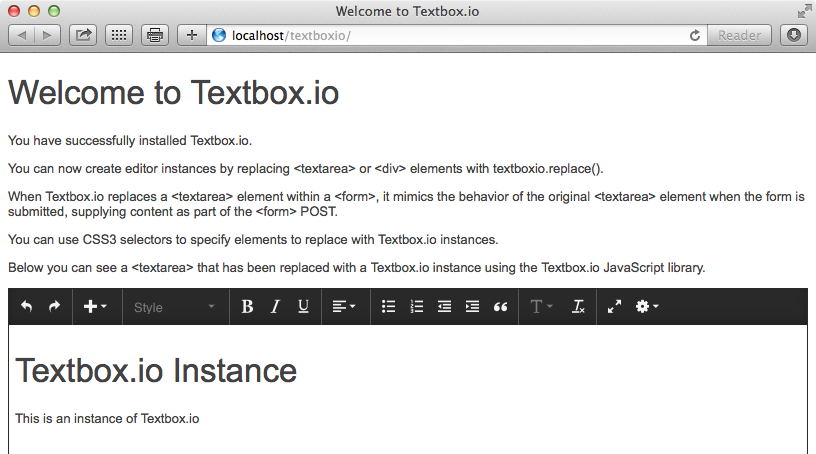 Welcome to Textbox.io
localhost/textboxio/
Reader
Welcome to Textbox.io
You have successfully installed Textbox.io.
You can now create editor instances by replacing <textarea> or <div> elements with textboxio.replace().
When Textbox.io replaces a <textarea> element within a <form>, it mimics the behavior of the original <textarea> element when the form is
submitted, supplying content as part of the <form> POST.
You can use CSS3 selectors to specify elements to replace with Textbox.io instances.
Below you can see a <textarea> that has been replaced with a Textbox.io instance using the Textbox.io JavaScript library.
Style B I U T Tx
Textbox.io Instance
This is an instance of Textbox.io